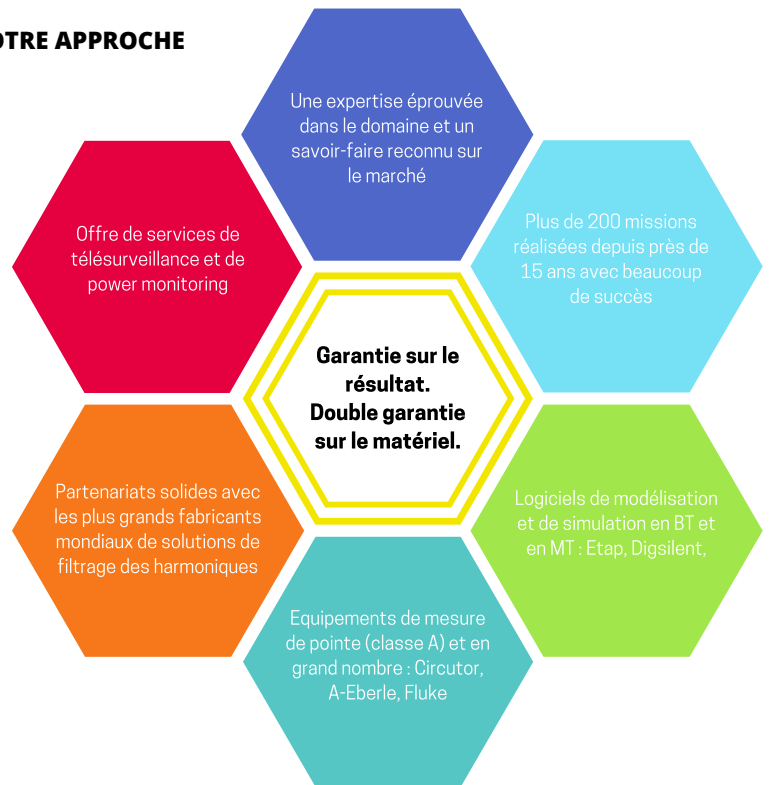 OTRE APPROCHE
Une expertise éprouvée
dans le domaine et un
savoir-faire reconnu sur
le marché
Plus de 200 missions
réalisées depuis près de
15 ans avec beaucoup
de succès
Offre de services de
télésurveillance et de
power monitoring
Garantie sur le
résultat.
Double garantie
sur le matériel.
Partenariats solides avec
les plus grands fabricants
mondiaux de solutions de
filtrage des harmoniques
Logiciels de modélisation
et de simulation en BT et
en MT : Etap, Digsilent,
Equipements de mesure
de pointe (classe A) et en
grand nombre : Circutor,
A-Eberle, Fluke